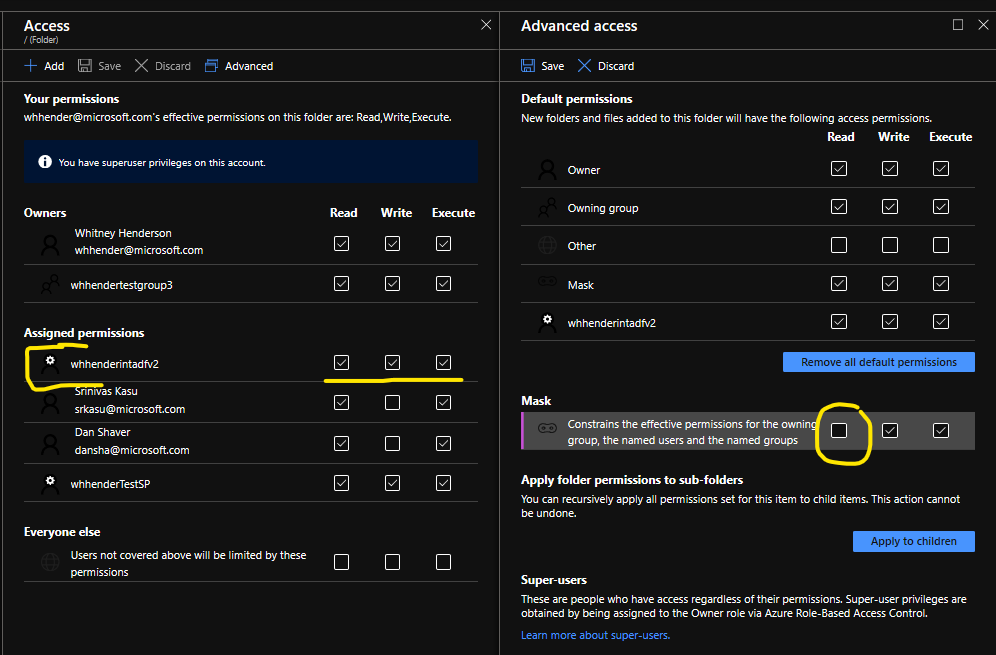 Access
/ (Folder)
Add Save Discard Advanced
Your permissions
whhender@microsoft.com's effective permissions on this folder are: Read,Write,Execute.
You have superuser privileges on this account.
Owners Read Write Execute
Whitney Henderson
whhender@microsoft.com
whhendertestgroup3
Assigned permissions
whhenderintadfv2
Srinivas Kasu
srkasu@microsoft.com
Dan Shaver
dansha@microsoft.com
whhenderTestSP
Everyone else
Users not covered above will be limited by these
permissions
Advanced access
Save Discard
Default permissions
New folders and files added to this folder will have the following access permissions.
Read Write Execute
Owner
Owning group
Other
Mask
whhenderintadfv2
Remove all default permissions
Mask
Constrains the effective permissions for the owning
group, the named users and the named groups
Apply folder permissions to sub-folders
You can recursively apply all permissions set for this item to child items. This action cannot
be undone.
Apply to children
Super-users
These are people who have access regardless of their permissions. Super-user privileges are
obtained by being assigned to the Owner role via Azure Role-Based Access Control.
Learn more about super-users.